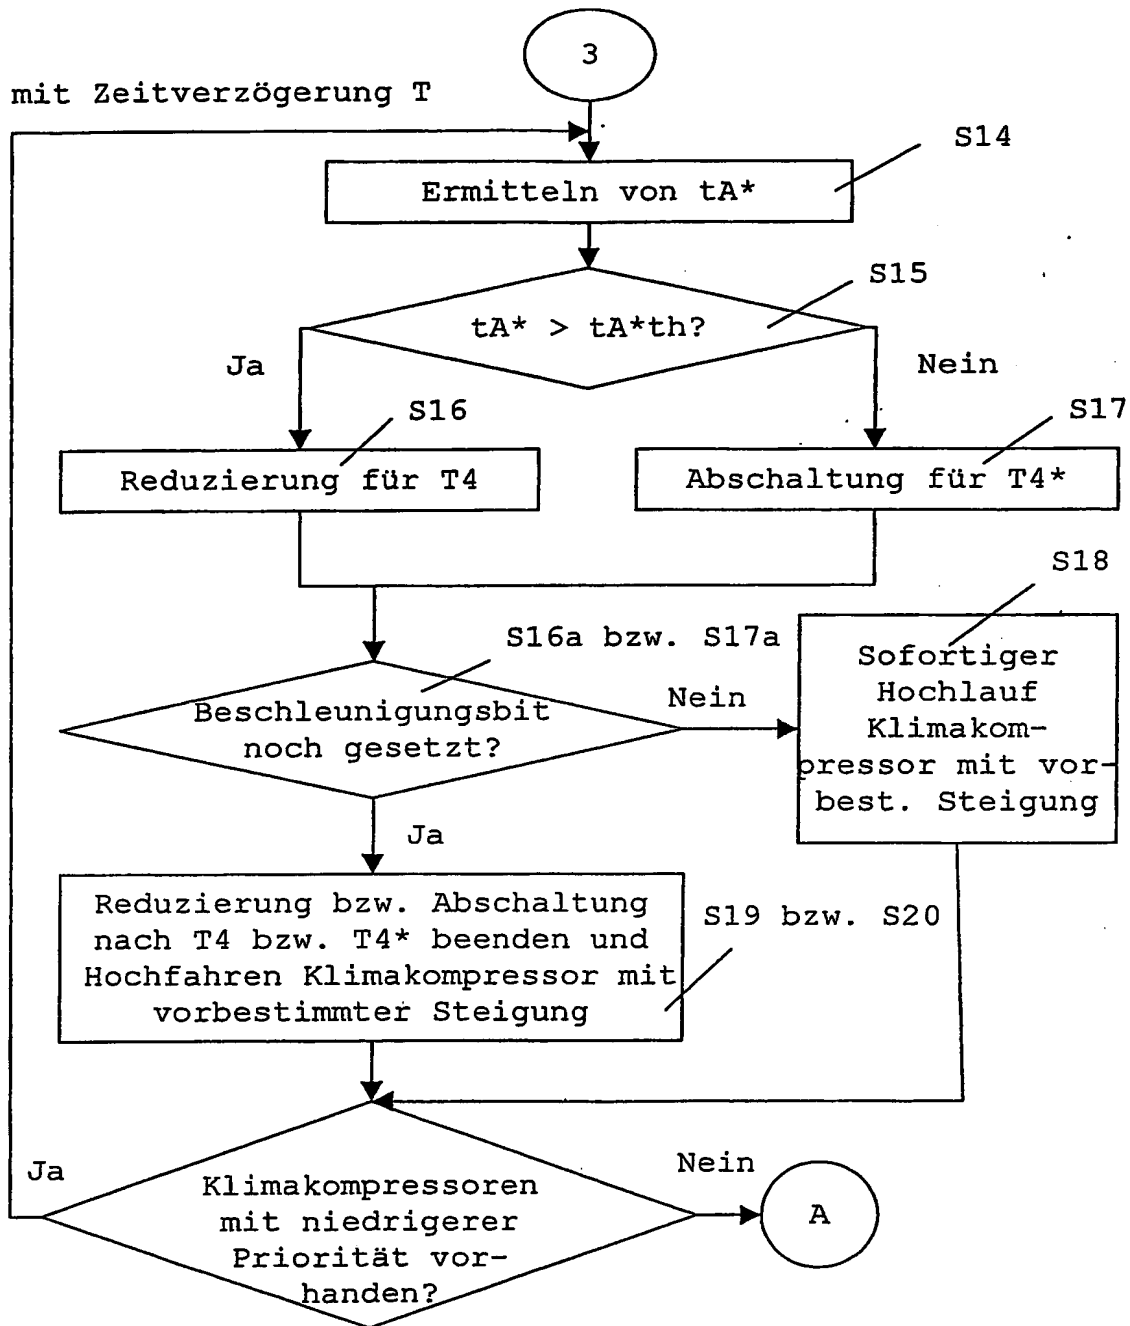 3
mit Zeitverzögerung T
S14
Ermitteln von tA*
S15
tA* > tA*th?
Ja
Nein
S16
S17
Reduzierung für T4
Abschaltung für T4*
S18
S16a bzw. S17a
Sofortiger
Hochlauf
Klimakom-
pressor mit vor-
best. Steigung
Nein
Beschleunigungsbit
noch gesetzt?
Ja
Reduzierung bzw. Abschaltung
nach T4 bzw. T4* beenden und
Hochfahren Klimakompressor mit
vorbestimmter Steigung
S19 bzw. S20
Ja
Nein
Klimakompressoren
mit niedrigerer
Priorität vor-
handen?
A